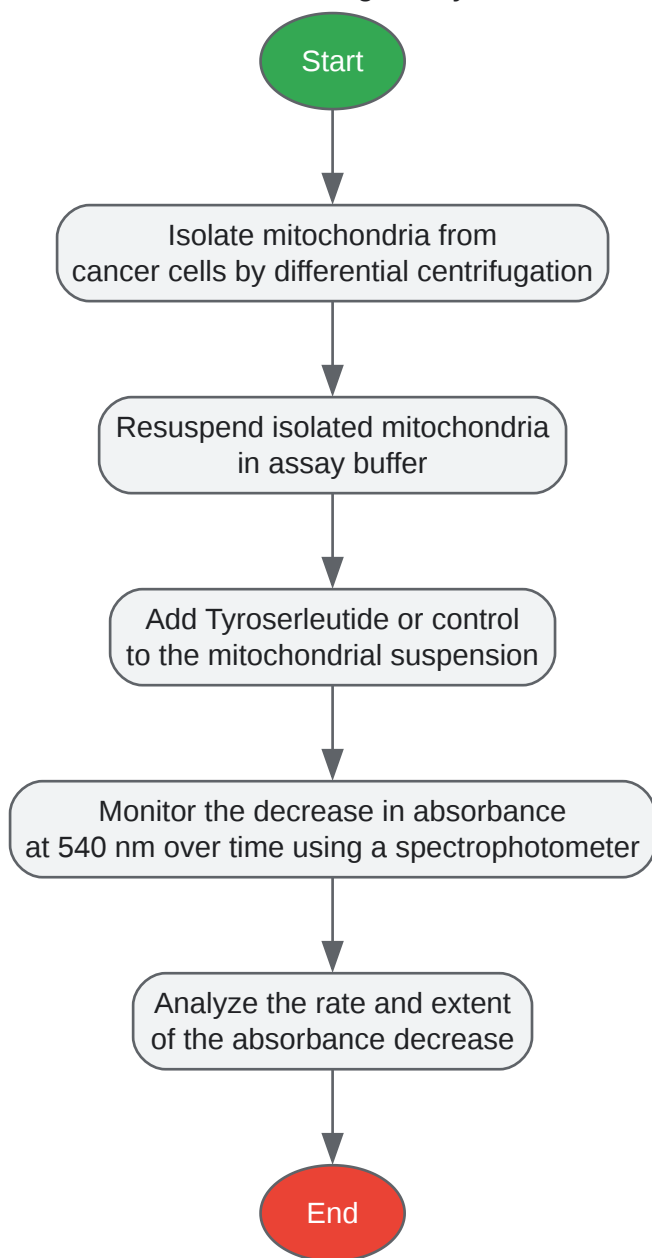 Start
Isolate mitochondria from
cancer cells by differential centrifugation
Resuspend isolated mitochondria
in assay buffer
Add Tyroserleutide or control
to the mitochondrial suspension
Monitor the decrease in absorbance
at 540 nm over time using a spectrophotometer
Analyze the rate and extent
of the absorbance decrease
End